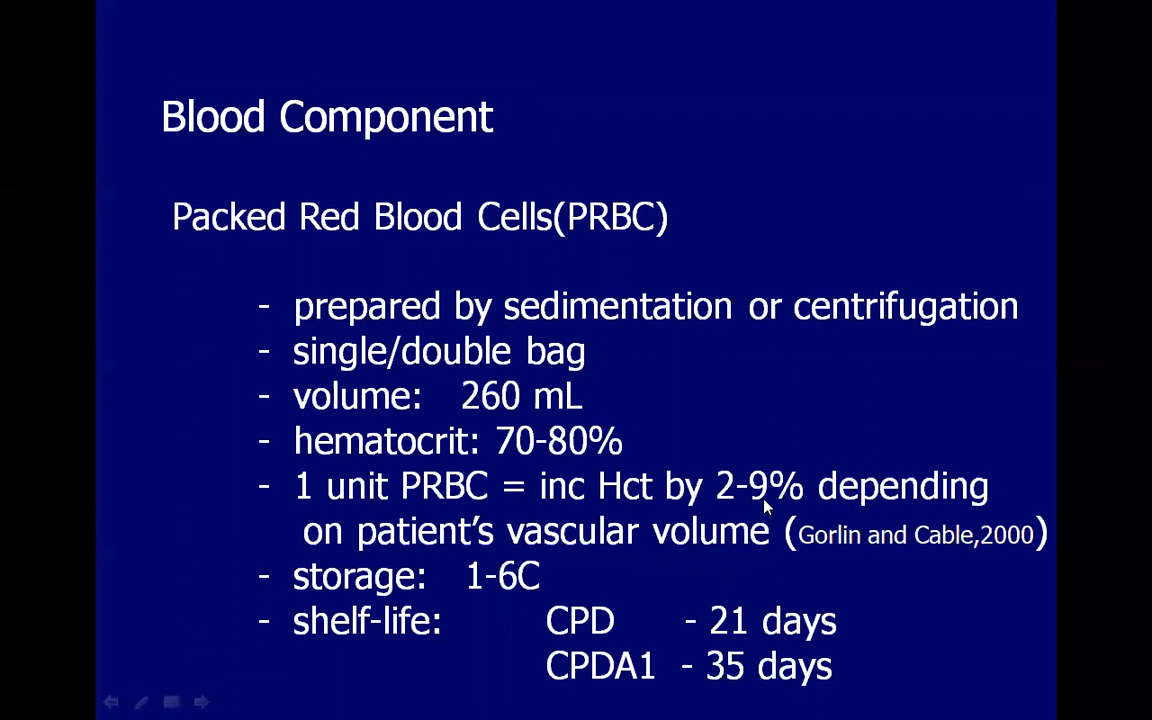 Blood Component
Packed Red Blood Cells(PRBC)
- prepared by sedimentation or centrifugation
- single/double bag
- volume: 260 mL
- hematocrit: 70-80%
- 1 unit PRBC = inc Hct by 2-9% depending
on patient’s vascular volume (Gorlin and Cable,2000)
- storage: 1-6C
- shelf-life: CPD - 21 days
CPDA1 - 35 days